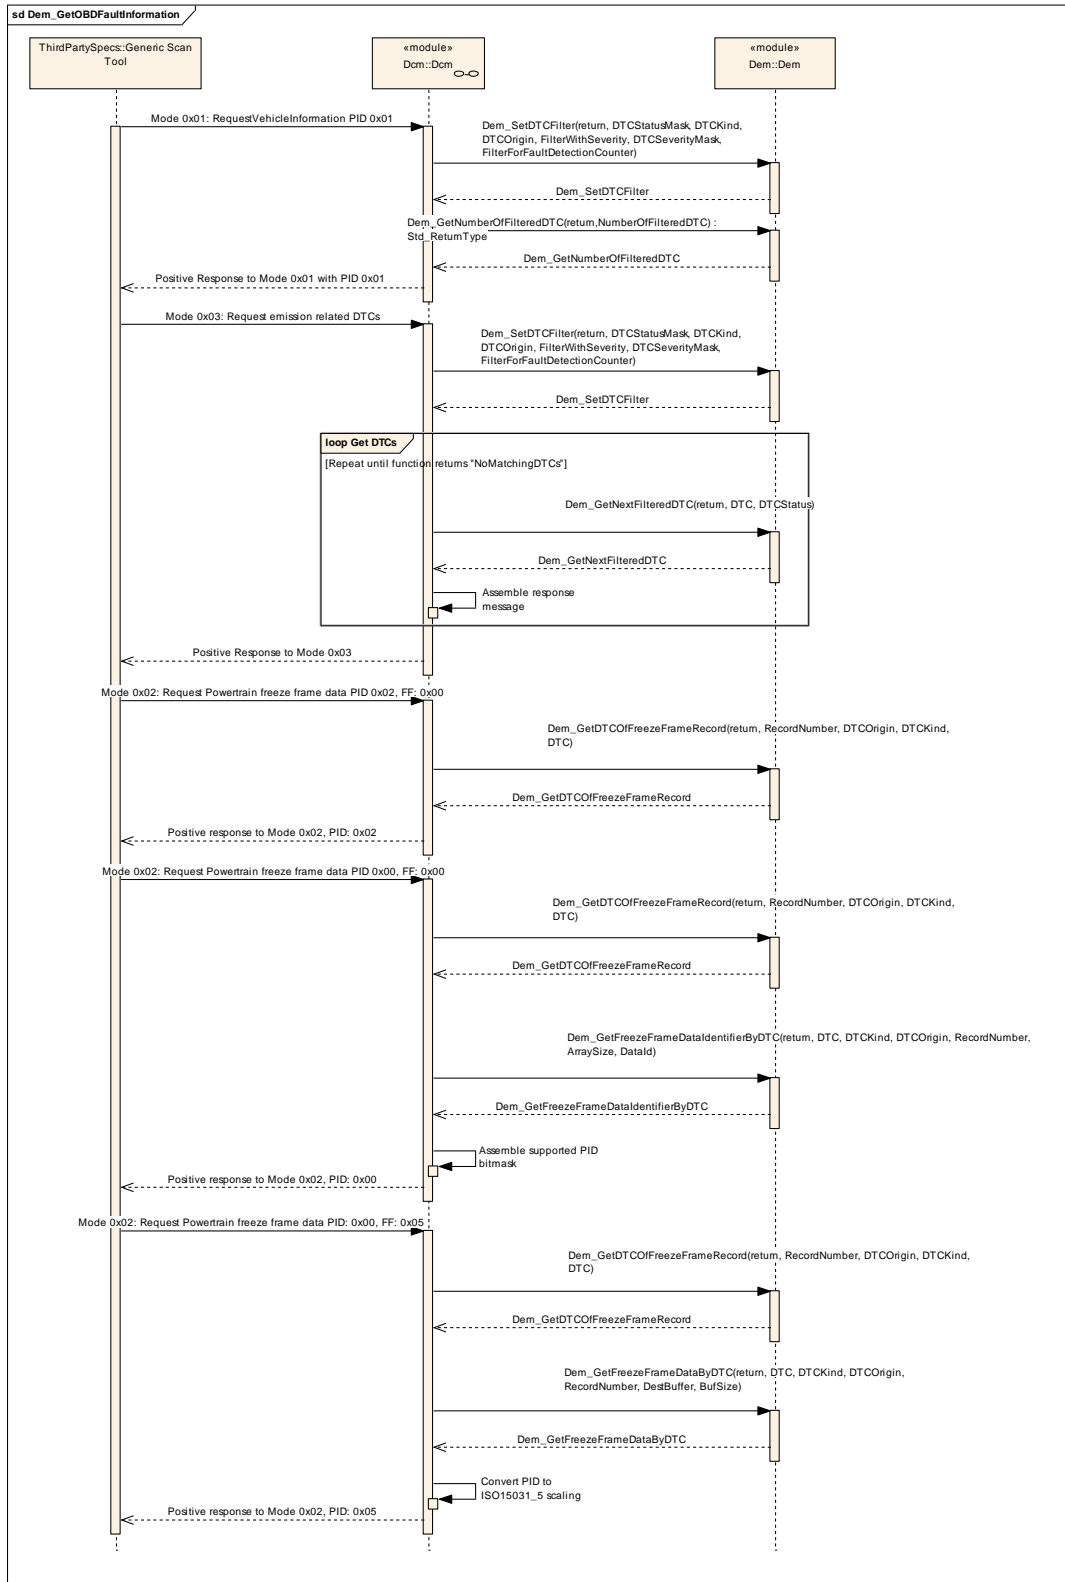 sd Dem_GetOBDFaultInformation
ThirdPartySpecs::Generic Scan
Tool
«module»
Dcm::Dcm
«module»
Dem::Dem
Mode 0x01: RequestVehicleInformation PID 0x01
Dem_SetDTCFilter(return, DTCStatusMask, DTCKind,
DTCOrigin, FilterWithSeverity, DTCSeverityMask,
FilterForFaultDetectionCounter)
Dem_SetDTCFilter
Dem_GetNumberOfFilteredDTC(return,NumberOfFilteredDTC) :
Std_ReturnType
Dem_GetNumberOfFilteredDTC
Positive Response to Mode 0x01 with PID 0x01
Mode 0x03: Request emission related DTCs
Dem_SetDTCFilter(return, DTCStatusMask, DTCKind,
DTCOrigin, FilterWithSeverity, DTCSeverityMask,
FilterForFaultDetectionCounter)
Dem_SetDTCFilter
loop Get DTCs
[Repeat until function returns "NoMatchingDTCs"]
Dem_GetNextFilteredDTC(return, DTC, DTCStatus)
Dem_GetNextFilteredDTC
Assemble response
message
Positive Response to Mode 0x03
Mode 0x02: Request Powertrain freeze frame data PID 0x02, FF: 0x00
Dem_GetDTCOfFreezeFrameRecord(return, RecordNumber, DTCOrigin, DTCKind,
DTC)
Dem_GetDTCOfFreezeFrameRecord
Positive response to Mode 0x02, PID: 0x02
Mode 0x02: Request Powertrain freeze frame data PID 0x00, FF: 0x00
Dem_GetDTCOfFreezeFrameRecord(return, RecordNumber, DTCOrigin, DTCKind,
DTC)
Dem_GetDTCOfFreezeFrameRecord
Dem_GetFreezeFrameDataIdentifierByDTC(return, DTC, DTCKind, DTCOrigin, RecordNumber,
ArraySize, DataId)
Dem_GetFreezeFrameDataIdentifierByDTC
Assemble supported PID
bitmask
Positive response to Mode 0x02, PID: 0x00
Mode 0x02: Request Powertrain freeze frame data PID: 0x00, FF: 0x05
Dem_GetDTCOfFreezeFrameRecord(return, RecordNumber, DTCOrigin, DTCKind,
DTC)
Dem_GetDTCOfFreezeFrameRecord
Dem_GetFreezeFrameDataByDTC(return, DTC, DTCKind, DTCOrigin,
RecordNumber, DestBuffer, BufSize)
Dem_GetFreezeFrameDataByDTC
Convert PID to
ISO15031_5 scaling
Positive response to Mode 0x02, PID: 0x05